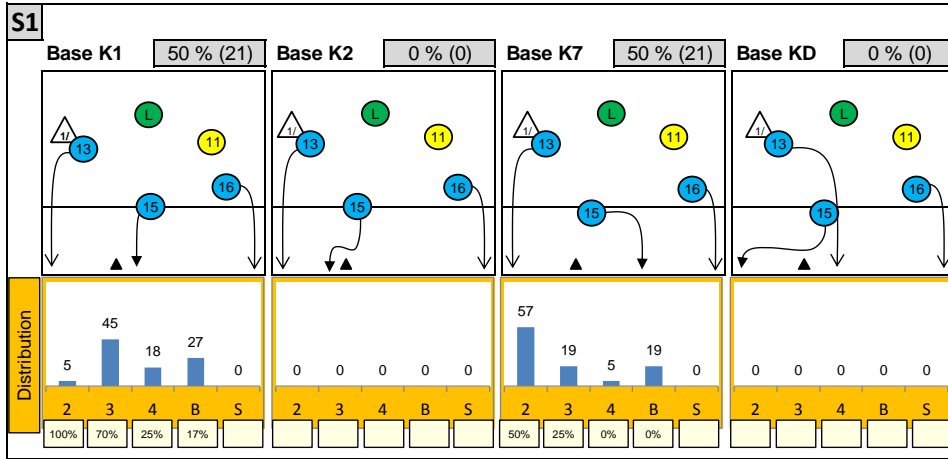 S1
Base K1 50 % (21) Base K2 0 % (0) Base K7 50 % (21) Base KD 0 % (0)
L L L L
1/ 13 11 1/ 13 11 1/ 13 11 1/ 13 11
15 16 15 16 15 16 15 16
Distribution
5 45 18 27 0 0 0 0 0 0 57 19 5 19 0 0 0 0 0 0
2 3 4 B S 2 3 4 B S 2 3 4 B S 2 3 4 B S
100% 70% 25% 17% 50% 25% 0% 0%